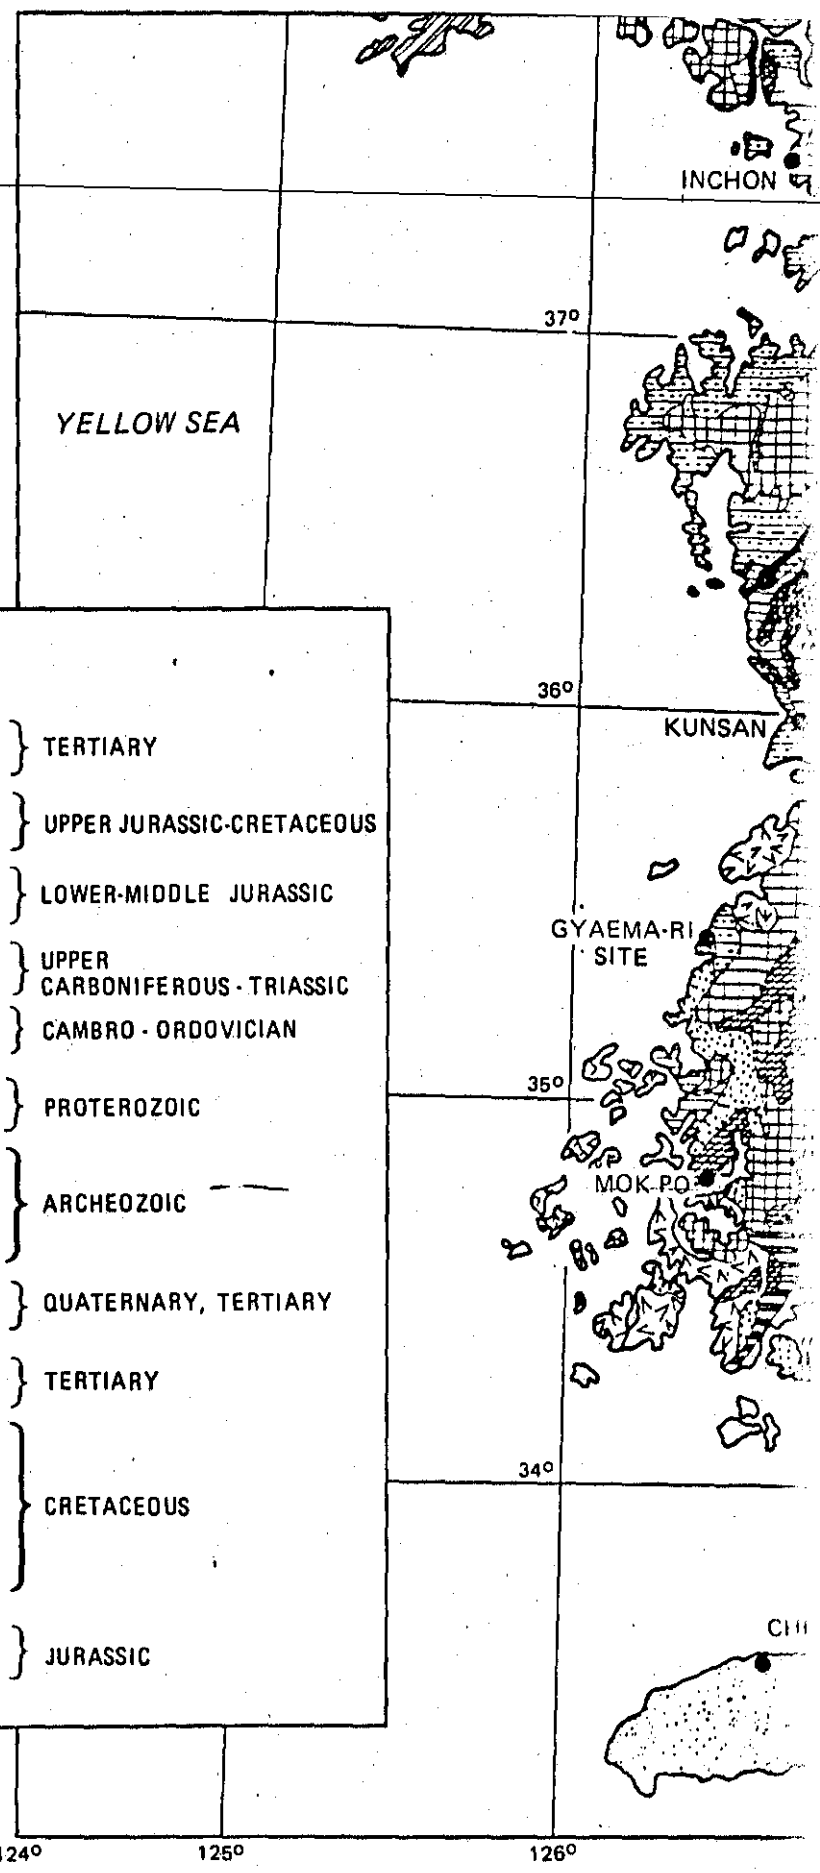 INCHON
37°
YELLOW SEA
36°
KUNSAN
TERTIARY
UPPER JURASSIC-CRETACEOUS
LOWER-MIDDLE JURASSIC
GYAEMA-RI
SITE
UPPER
CARBONIFEROUS - TRIASSIC
CAMBRO - ORDOVICIAN
35°
PROTEROZOIC
MOK PO
ARCHEOZOIC
QUATERNARY, TERTIARY
TERTIARY
34°
CRETACEOUS
JURASSIC
124°
125°
126°